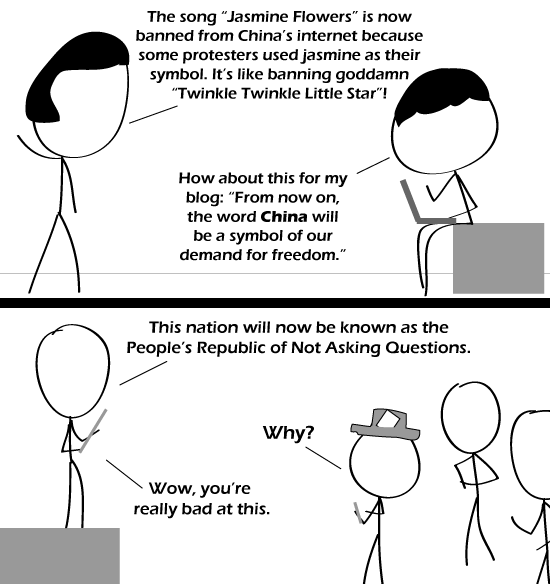 The song “Jasmine Flowers” is now
banned from China’s internet because
some protesters used jasmine as their
symbol. It’s like banning goddamn
“Twinkle Twinkle Little Star”!
How about this for my
blog: “From now on,
the word China will
be a symbol of our
demand for freedom.”
This nation will now be known as the
People’s Republic of Not Asking Questions.
Why?
Wow, you’re
really bad at this.